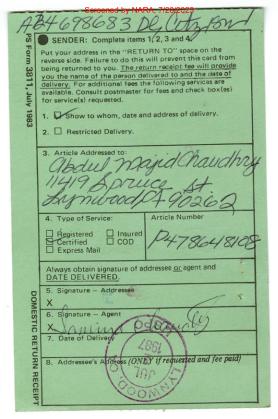 Screened by NARA, 7/28/2023
AB4698683 De
PS Form 3811, July 1983
SENDER: Complete items 1, 2, 3 and 4.
Put your address in the "RETURN TO" space on the
reverse side. Failure to do this will prevent this card from
being returned to you. The return receipt fee will provide
you the name of the person delivered to and the date of
delivery. For additional fees the following services are
available. Consult postmaster for fees and check box(es)
for service(s) requested.
1. Show to whom, date and address of delivery.
2. Restricted Delivery.
3. Article Addressed to:
Abdul Majid Chaudhry
11419 Spruce St
Lynwood 90262
4. Type of Service:
Article Number
Registered Insured
Certified COD
Express Mail
P478648108
Always obtain signature of addressee or agent and
DATE DELIVERED.
5. Signature – Addressee
X
6. Signature – Agent
X
7. Date of Delivery
8. Addressee's Address (ONLY if requested and fee paid)
LYNWOOD
JUL
1987
DOMESTIC RETURN RECEIPT